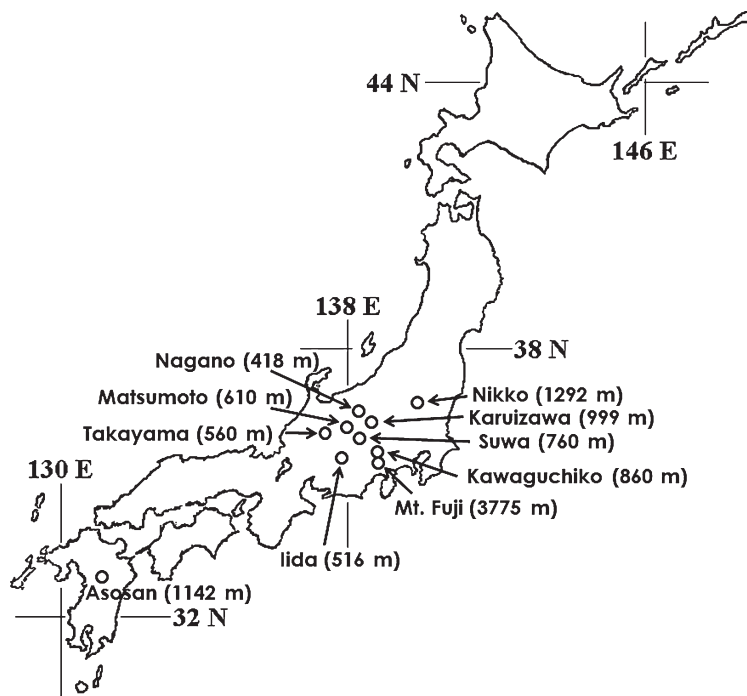 44 N
146 E
138 E
38 N
Nagano (418 m)
Matsumoto (610 m)
Nikko (1292 m)
Karuizawa (999 m)
Takayama (560 m)
Suwa (760 m)
130 E
Kawaguchiko (860 m)
Mt. Fuji (3775 m)
Iida (516 m)
Asosan (1142 m)
32 N